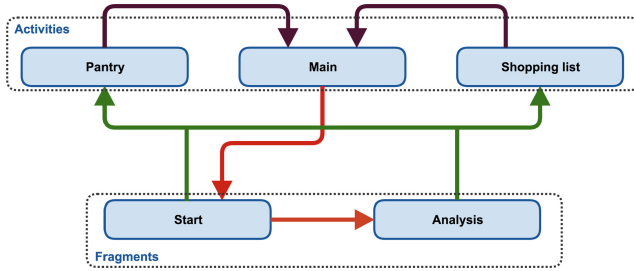 Activities
Pantry
Main
Shopping list
Start
Analysis
Fragments